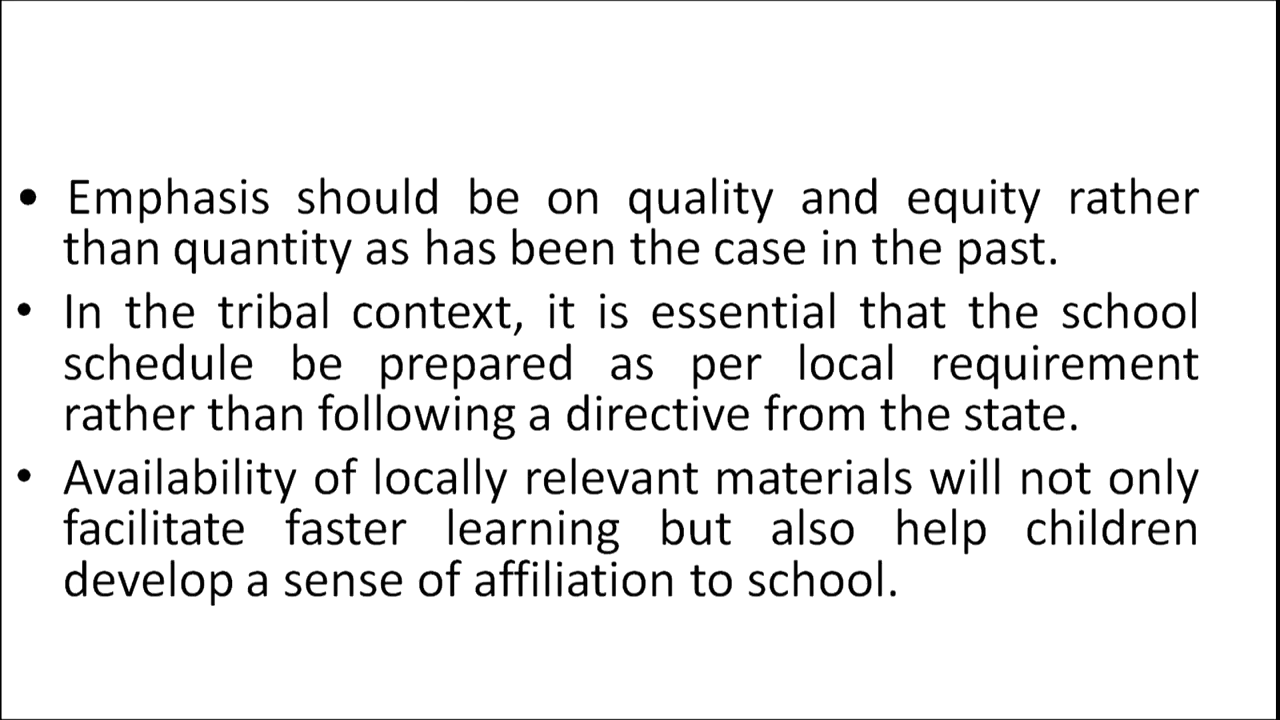 • Emphasis should be on quality and equity rather
than quantity as has been the case in the past.
• In the tribal context, it is essential that the school
schedule be prepared as per local requirement
rather than following a directive from the state.
• Availability of locally relevant materials will not only
facilitate faster learning but also help children
develop a sense of affiliation to school.